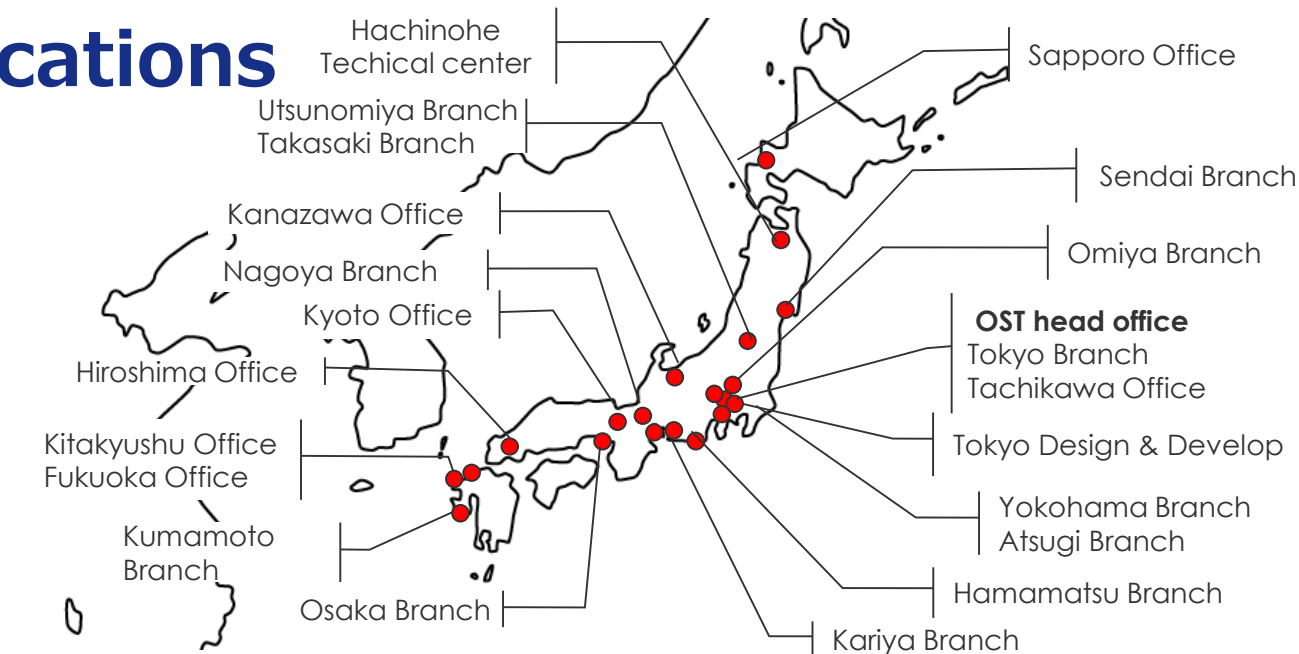 cations
Hachinohe
Techical center
Utsunomiya Branch
Takasaki Branch
Kanazawa Office
Nagoya Branch
Kyoto Office
Hiroshima Office
Kitakyushu Office
Fukuoka Office
Kumamoto
Branch
Osaka Branch
Sapporo Office
Sendai Branch
Omiya Branch
OST head office
Tokyo Branch
Tachikawa Office
Tokyo Design & Develop
Yokohama Branch
Atsugi Branch
Hamamatsu Branch
Kariya Branch